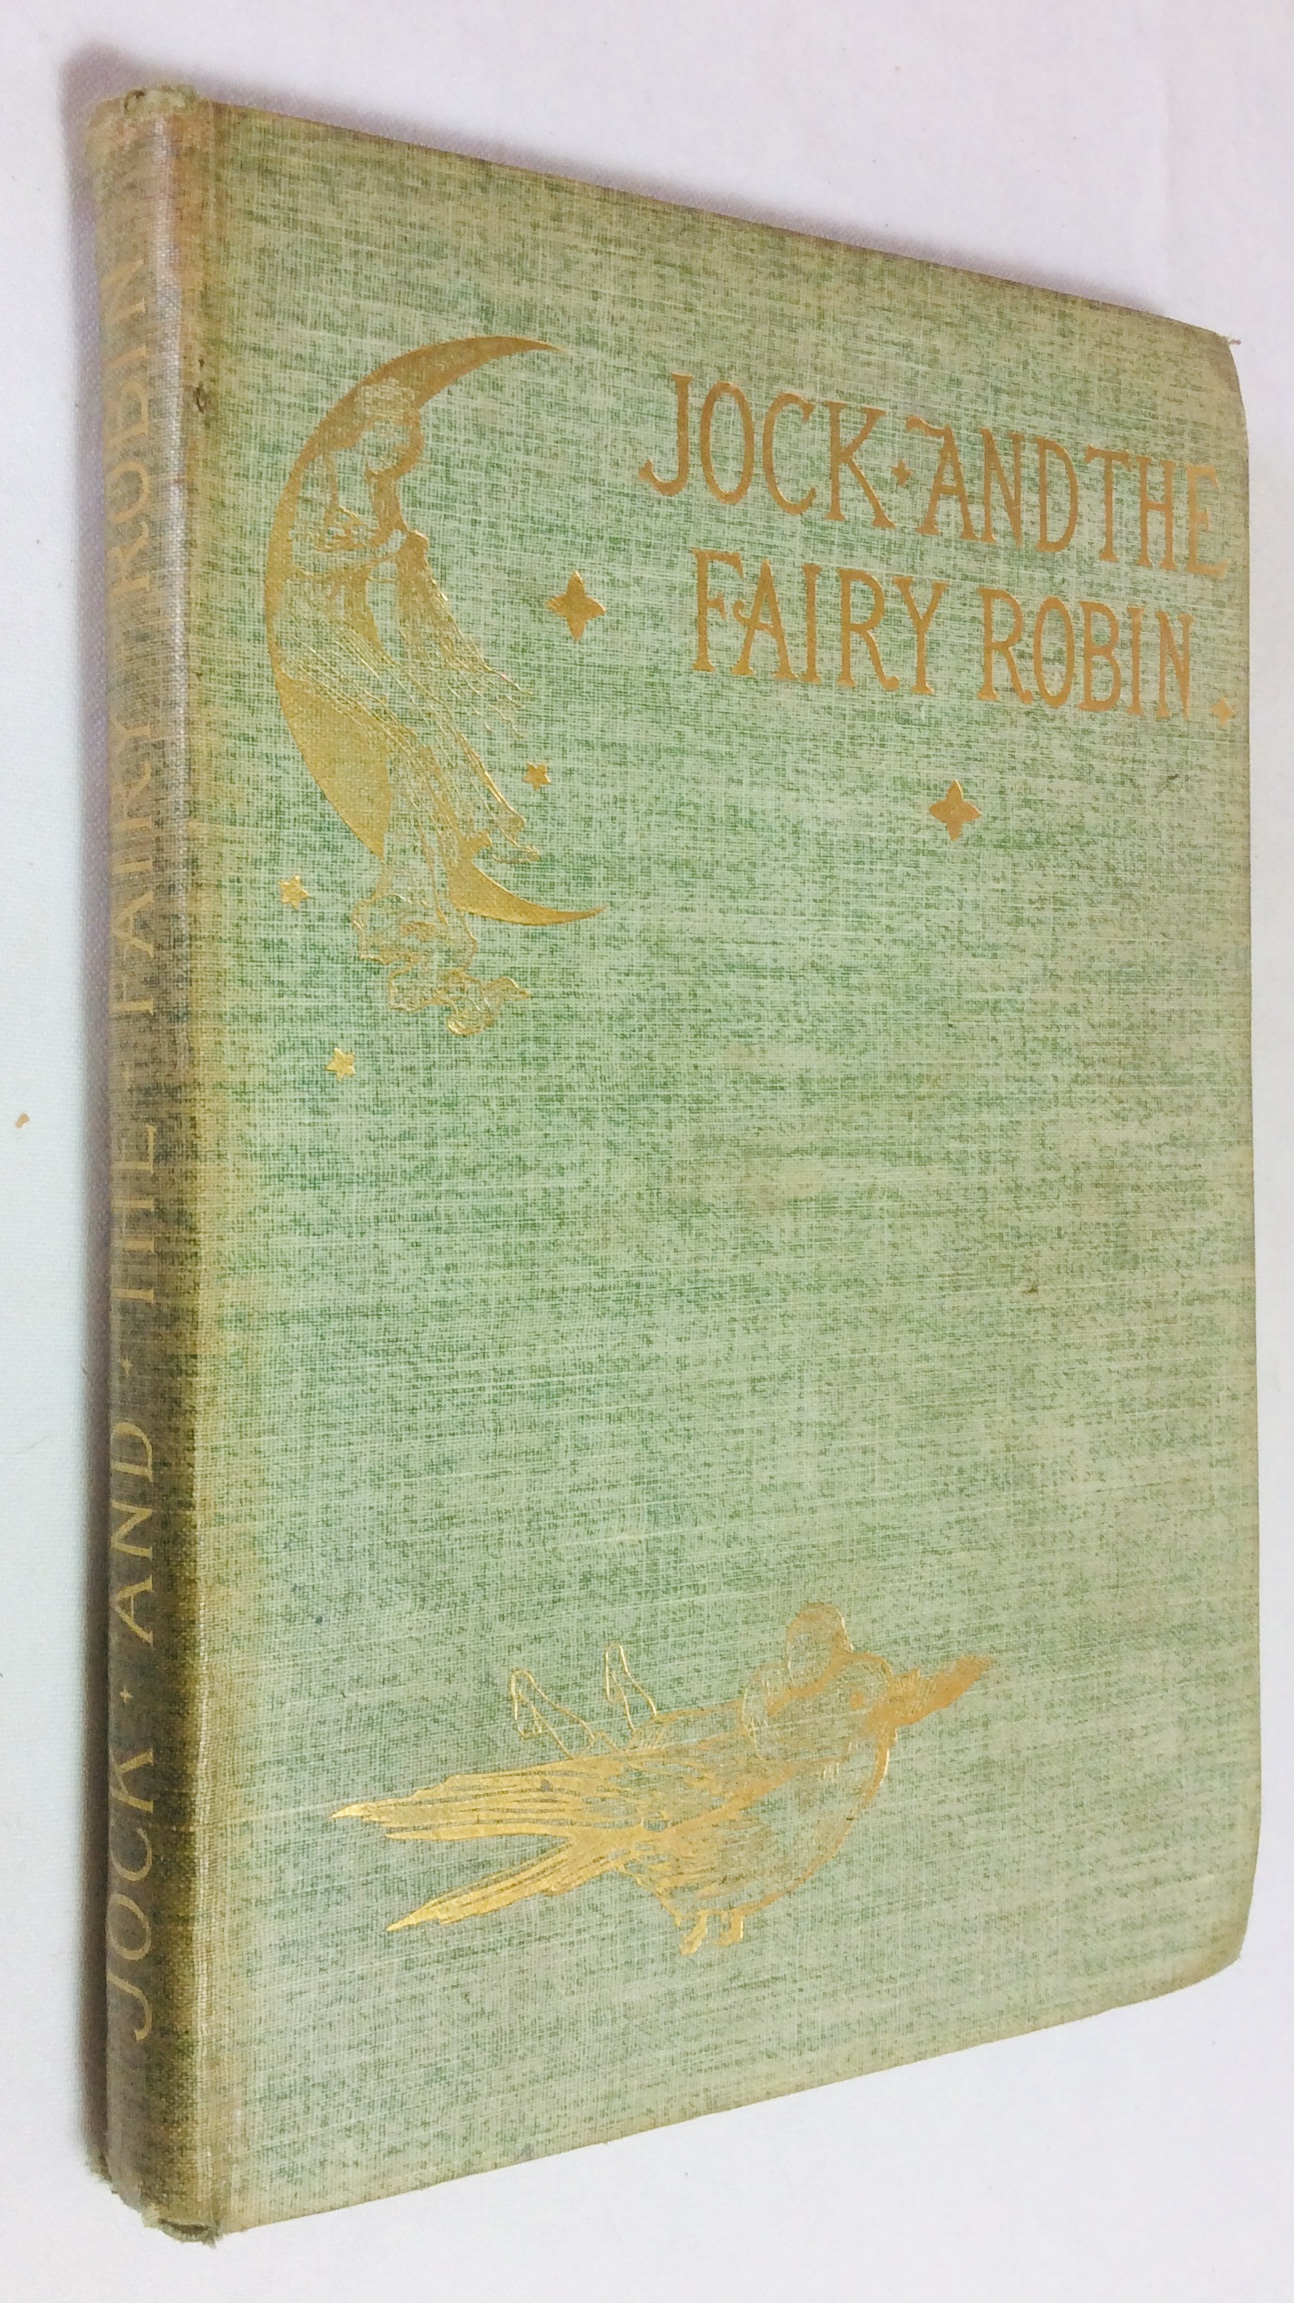 JOCK·AND THE
FAIRY ROBIN.
JOCK · AND · THE FAIRY ROBIN